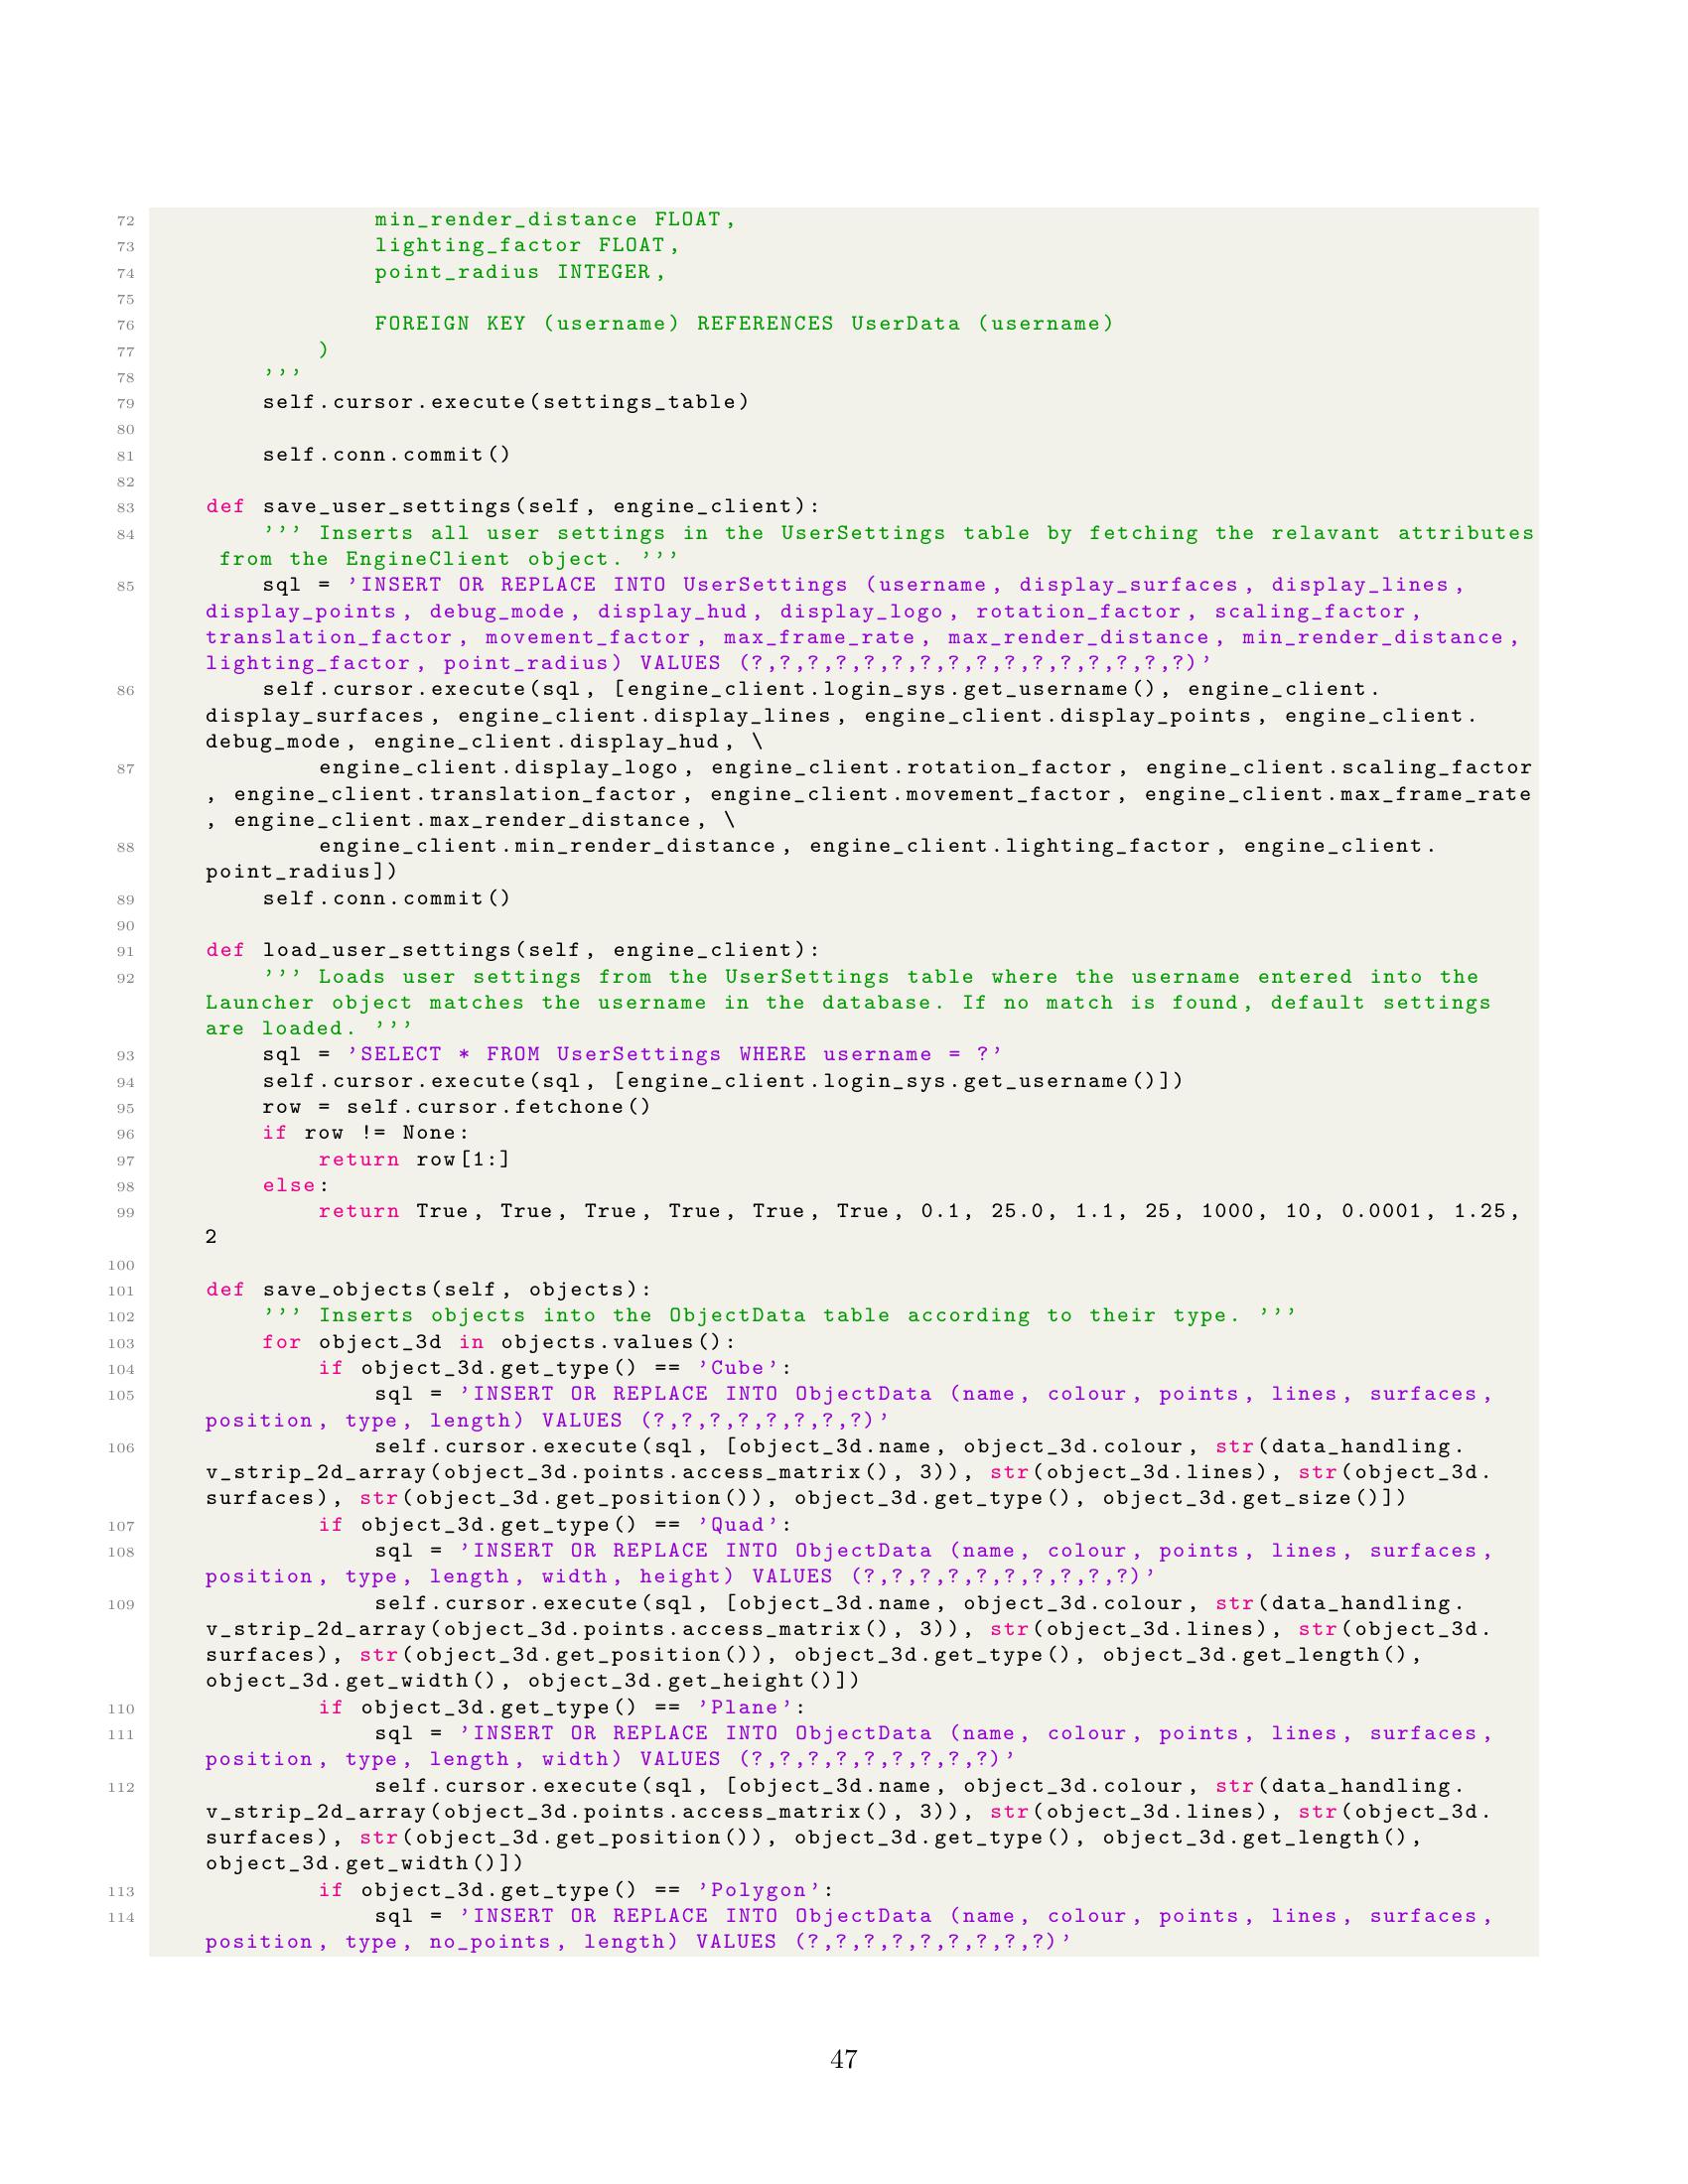 72                 min_render_distance FLOAT,
73                 lighting_factor FLOAT,
74                 point_radius INTEGER,
75
76                 FOREIGN KEY (username) REFERENCES UserData (username)
77             )
78         '''
79         self.cursor.execute(settings_table)
80
81         self.conn.commit()
82
83     def save_user_settings(self, engine_client):
84         ''' Inserts all user settings in the UserSettings table by fetching the relavant attributes
     from the EngineClient object. '''
85         sql = 'INSERT OR REPLACE INTO UserSettings (username, display_surfaces, display_lines,
    display_points, debug_mode, display_hud, display_logo, rotation_factor, scaling_factor,
    translation_factor, movement_factor, max_frame_rate, max_render_distance, min_render_distance,
    lighting_factor, point_radius) VALUES (?,?,?,?,?,?,?,?,?,?,?,?,?,?,?,?)'
86         self.cursor.execute(sql, [engine_client.login_sys.get_username(), engine_client.
    display_surfaces, engine_client.display_lines, engine_client.display_points, engine_client.
    debug_mode, engine_client.display_hud, \
87             engine_client.display_logo, engine_client.rotation_factor, engine_client.scaling_factor
    , engine_client.translation_factor, engine_client.movement_factor, engine_client.max_frame_rate
    , engine_client.max_render_distance, \
88             engine_client.min_render_distance, engine_client.lighting_factor, engine_client.
    point_radius])
89         self.conn.commit()
90
91     def load_user_settings(self, engine_client):
92         ''' Loads user settings from the UserSettings table where the username entered into the
    Launcher object matches the username in the database. If no match is found, default settings
    are loaded. '''
93         sql = 'SELECT * FROM UserSettings WHERE username = ?'
94         self.cursor.execute(sql, [engine_client.login_sys.get_username()])
95         row = self.cursor.fetchone()
96         if row != None:
97             return row[1:]
98         else:
99             return True, True, True, True, True, True, 0.1, 25.0, 1.1, 25, 1000, 10, 0.0001, 1.25,
    2
100
101     def save_objects(self, objects):
102         ''' Inserts objects into the ObjectData table according to their type. '''
103         for object_3d in objects.values():
104             if object_3d.get_type() == 'Cube':
105                 sql = 'INSERT OR REPLACE INTO ObjectData (name, colour, points, lines, surfaces,
    position, type, length) VALUES (?,?,?,?,?,?,?,?)'
106                 self.cursor.execute(sql, [object_3d.name, object_3d.colour, str(data_handling.
    v_strip_2d_array(object_3d.points.access_matrix(), 3)), str(object_3d.lines), str(object_3d.
    surfaces), str(object_3d.get_position()), object_3d.get_type(), object_3d.get_size()])
107             if object_3d.get_type() == 'Quad':
108                 sql = 'INSERT OR REPLACE INTO ObjectData (name, colour, points, lines, surfaces,
    position, type, length, width, height) VALUES (?,?,?,?,?,?,?,?,?,?)'
109                 self.cursor.execute(sql, [object_3d.name, object_3d.colour, str(data_handling.
    v_strip_2d_array(object_3d.points.access_matrix(), 3)), str(object_3d.lines), str(object_3d.
    surfaces), str(object_3d.get_position()), object_3d.get_type(), object_3d.get_length(),
    object_3d.get_width(), object_3d.get_height()])
110             if object_3d.get_type() == 'Plane':
111                 sql = 'INSERT OR REPLACE INTO ObjectData (name, colour, points, lines, surfaces,
    position, type, length, width) VALUES (?,?,?,?,?,?,?,?,?)'
112                 self.cursor.execute(sql, [object_3d.name, object_3d.colour, str(data_handling.
    v_strip_2d_array(object_3d.points.access_matrix(), 3)), str(object_3d.lines), str(object_3d.
    surfaces), str(object_3d.get_position()), object_3d.get_type(), object_3d.get_length(),
    object_3d.get_width()])
113             if object_3d.get_type() == 'Polygon':
114                 sql = 'INSERT OR REPLACE INTO ObjectData (name, colour, points, lines, surfaces,
    position, type, no_points, length) VALUES (?,?,?,?,?,?,?,?,?)'
47